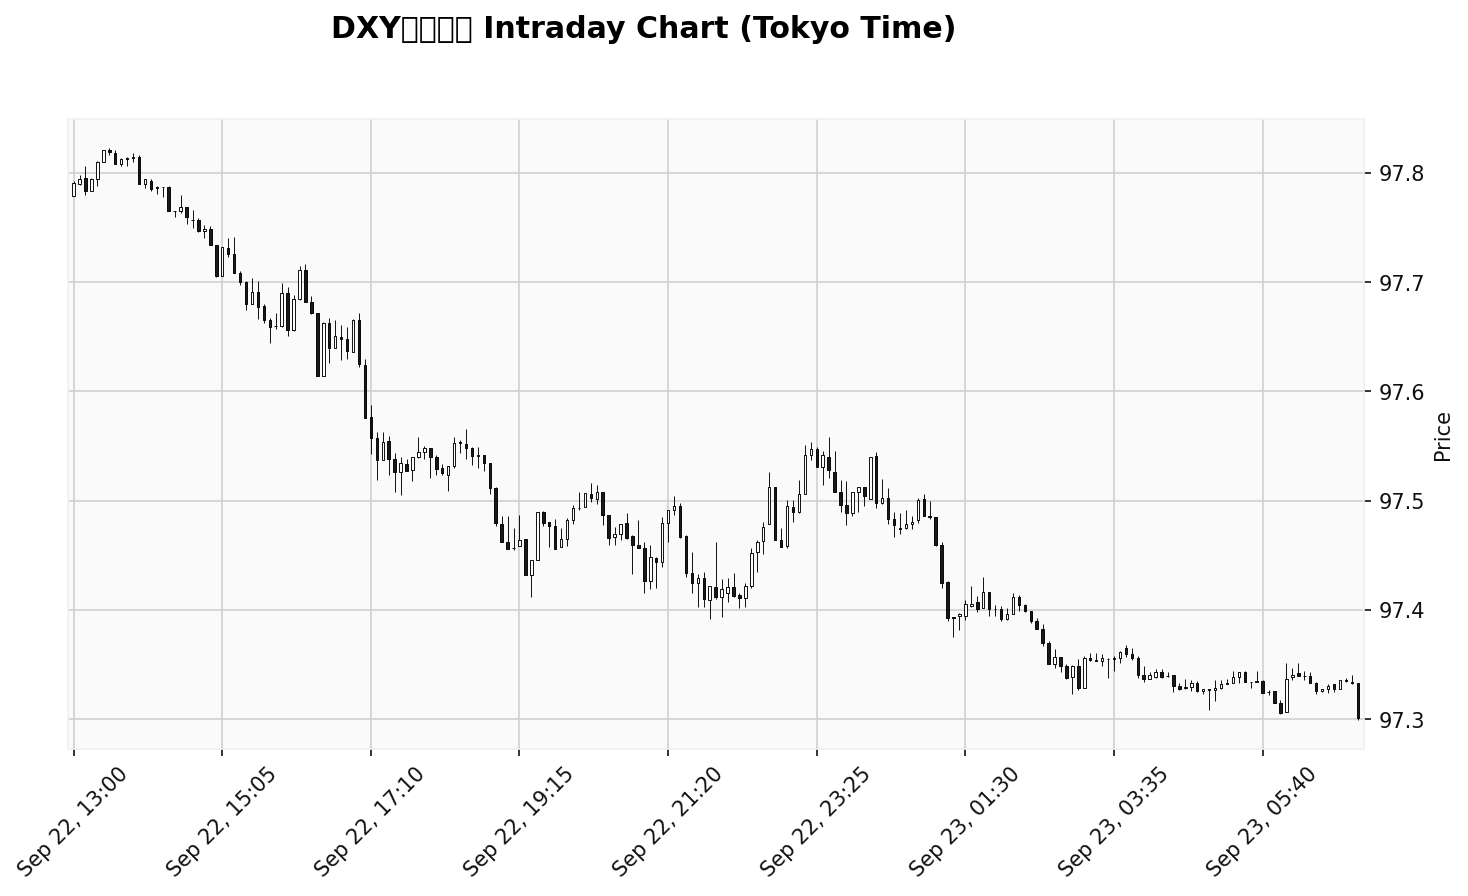 DXY Intraday Chart (Tokyo Time)
97.8
97.7
97.6
97.5
97.4
97.3
Price
Sep 22, 13:00
Sep 22, 15:05
Sep 22, 17:10
Sep 22, 19:15
Sep 22, 21:20
Sep 22, 23:25
Sep 23, 01:30
Sep 23, 03:35
Sep 23, 05:40